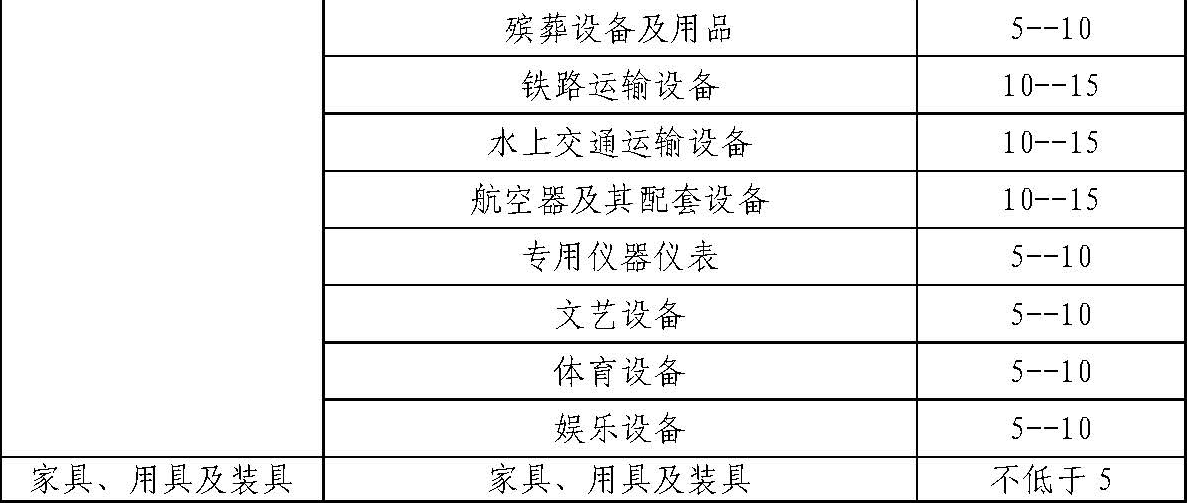 殡葬设备及用品 5--10
铁路运输设备 10--15
水上交通运输设备 10--15
航空器及其配套设备 10--15
专用仪器仪表 5--10
文艺设备 5--10
体育设备 5--10
娱乐设备 5--10
家具、用具及装具 家具、用具及装具 不低于 5